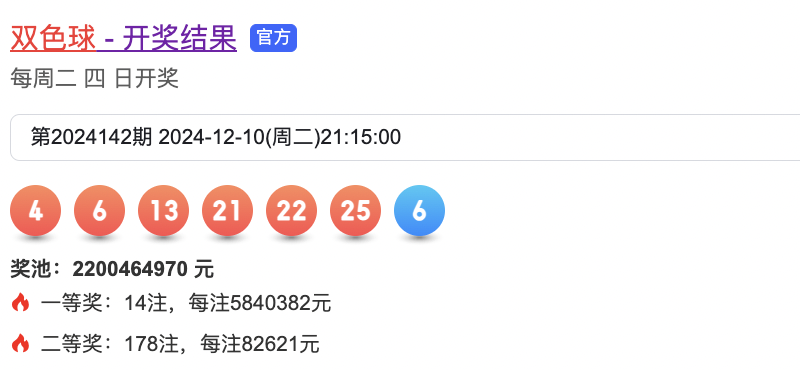 双色球 - 开奖结果 官方
每周二 四 日开奖
第2024142期 2024-12-10(周二)21:15:00
4 6 13 21 22 25 6
奖池：2200464970 元
一等奖：14注，每注5840382元
二等奖：178注，每注82621元